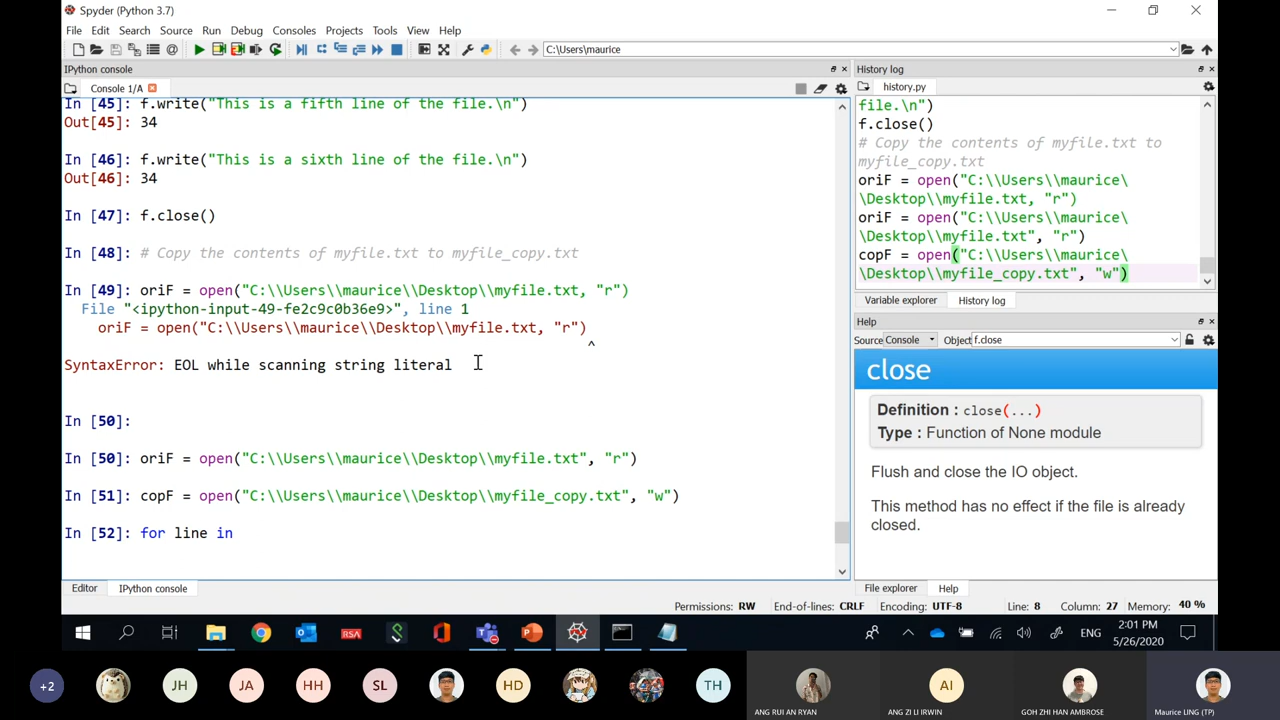 Spyder (Python 3.7)
File Edit Search Source Run Debug Consoles Projects Tools View Help
C:\Users\maurice
IPython console
Console 1/A
In [45]: f.write("This is a fifth line of the file.\n")
Out[45]: 34
In [46]: f.write("This is a sixth line of the file.\n")
Out[46]: 34
In [47]: f.close()
In [48]: # Copy the contents of myfile.txt to myfile_copy.txt
In [49]: oriF = open("C:\\Users\\maurice\\Desktop\\myfile.txt, "r")
File "<ipython-input-49-fe2c9c0b36e9>", line 1
oriF = open("C:\\Users\\maurice\\Desktop\\myfile.txt, "r")
^
SyntaxError: EOL while scanning string literal
In [50]:
In [50]: oriF = open("C:\\Users\\maurice\\Desktop\\myfile.txt", "r")
In [51]: copF = open("C:\\Users\\maurice\\Desktop\\myfile_copy.txt", "w")
In [52]: for line in
Editor IPython console
History log
history.py
file.\n")
f.close()
# Copy the contents of myfile.txt to
myfile_copy.txt
oriF = open("C:\\Users\\maurice\
\Desktop\\myfile.txt, "r")
oriF = open("C:\\Users\\maurice\
\Desktop\\myfile.txt", "r")
copF = open("C:\\Users\\maurice\
\Desktop\\myfile_copy.txt", "w")
Variable explorer History log
Help
Source Console Object f.close
close
Definition : close(...)
Type : Function of None module
Flush and close the IO object.
This method has no effect if the file is already
closed.
File explorer Help
Permissions: RW End-of-lines: CRLF Encoding: UTF-8 Line: 8 Column: 27 Memory: 40 %
RSA
ENG
2:01 PM
5/26/2020
+2 JH JA HH SL HD TH AI
ANG RUI AN RYAN ANG ZI LI IRWIN GOH ZHI HAN AMBROSE Maurice LING (TP)